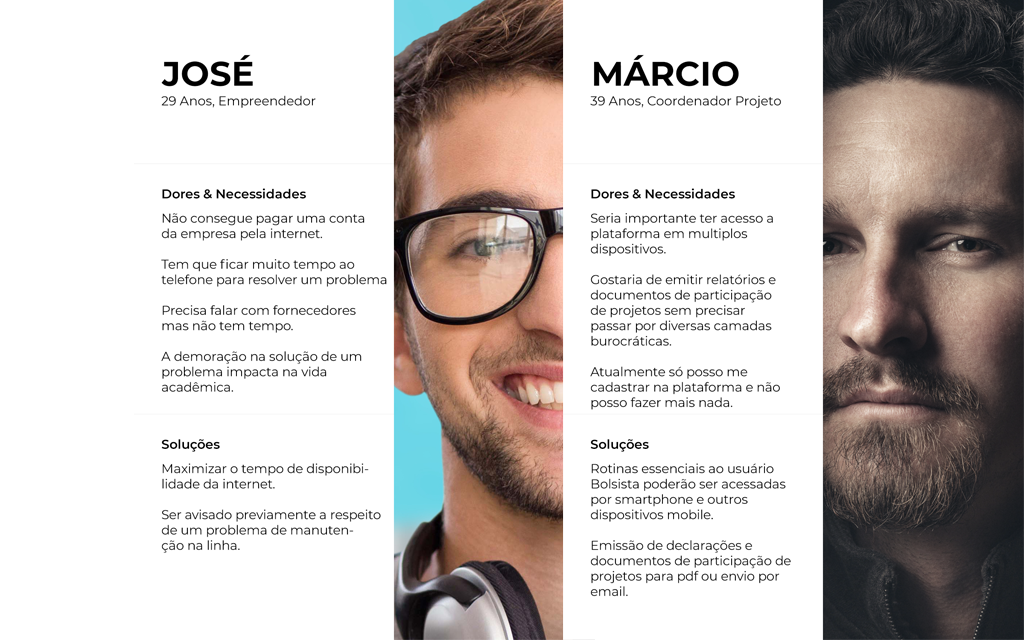 JOSÉ
29 Anos, Empreendedor
Dores & Necessidades
Não consegue pagar uma conta
da empresa pela internet.
Tem que ficar muito tempo ao
telefone para resolver um problema
Precisa falar com fornecedores
mas não tem tempo.
A demoração na solução de um
problema impacta na vida
acadêmica.
Soluções
Maximizar o tempo de disponibi-
lidade da internet.
Ser avisado previamente a respeito
de um problema de manuten-
ção na linha.
MÁRCIO
39 Anos, Coordenador Projeto
Dores & Necessidades
Seria importante ter acesso a
plataforma em multiplos
dispositivos.
Gostaria de emitir relatórios e
documentos de participação
de projetos sem precisar
passar por diversas camadas
burocráticas.
Atualmente só posso me
cadastrar na plataforma e não
posso fazer mais nada.
Soluções
Rotinas essenciais ao usuário
Bolsista poderão ser acessadas
por smartphone e outros
dispositivos mobile.
Emissão de declarações e
documentos de participação de
projetos para pdf ou envio por
email.